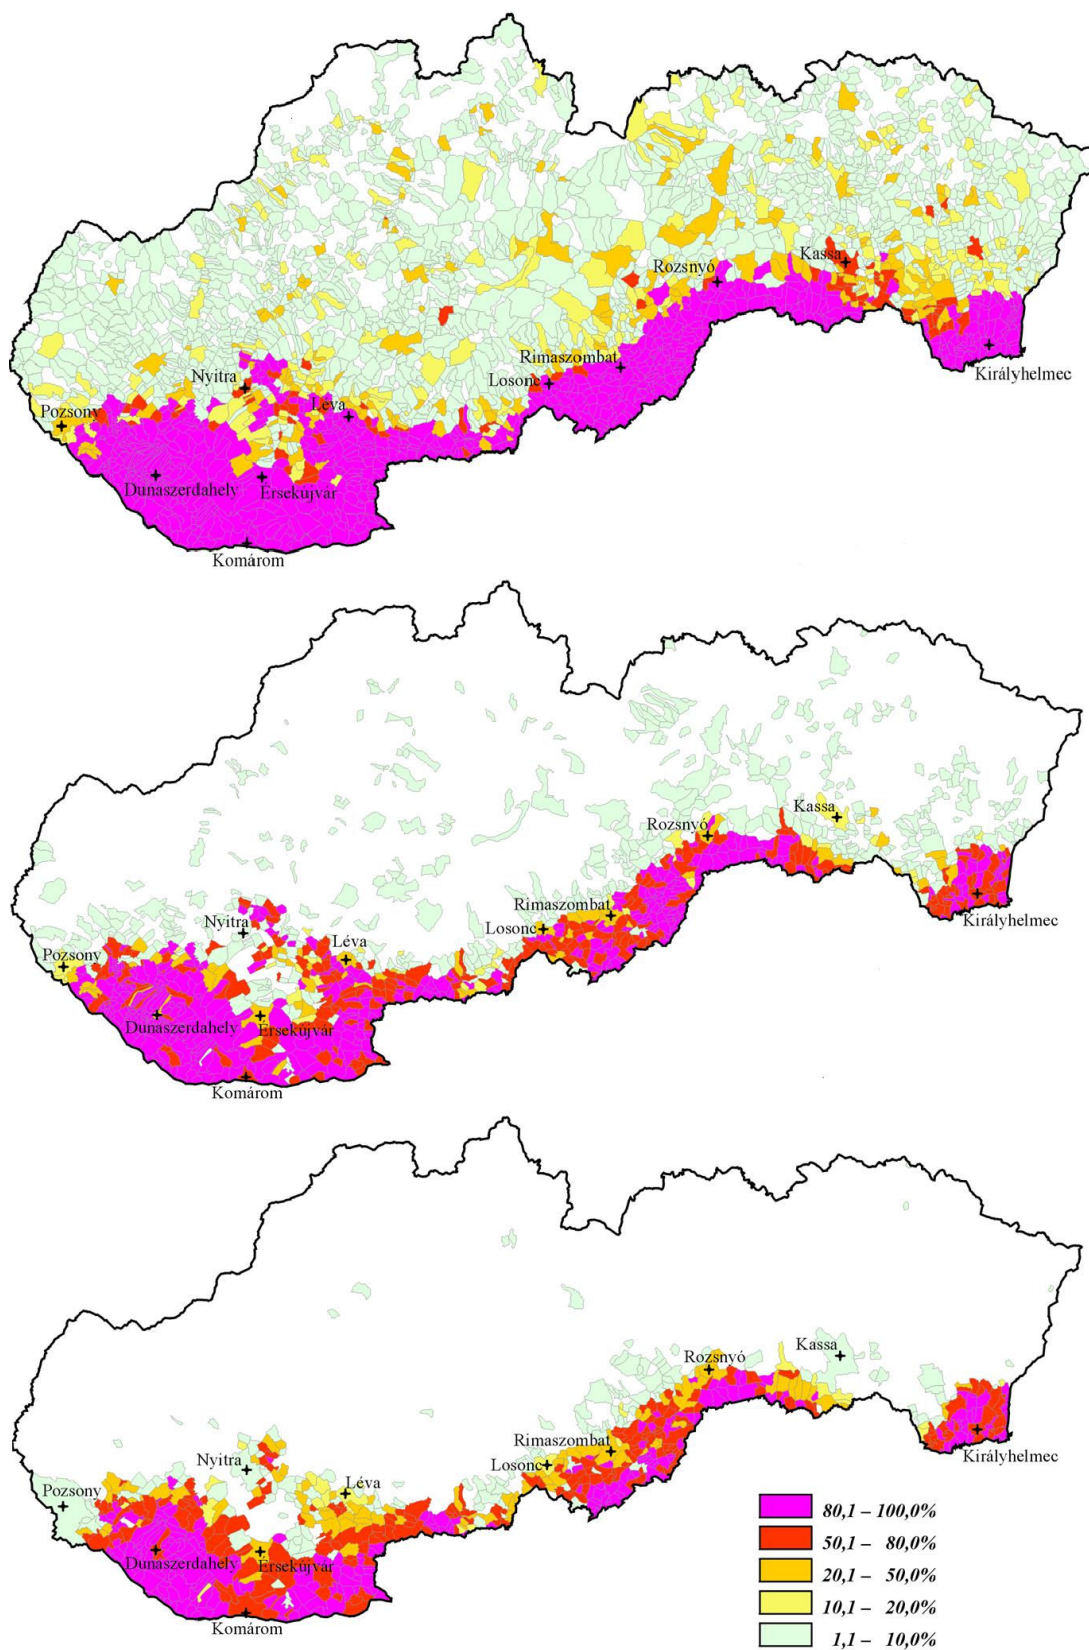 Kassa
Rozsnyó
Rimaszombat
Királyhelmec
Nyitra
Losonc
Léva
Pozsony
Dunaszerdahely
Érsekújvár
Komárom
Kassa
Rozsnyó
Rimaszombat
Királyhelmec
Nyitra
Losonc
Léva
Pozsony
Dunaszerdahely
Érsekújvár
Komárom
Kassa
Rozsnyó
Királyhelmec
Rimaszombat
Nyitra
Losonc
Léva
Pozsony
Dunaszerdahely
Érsekújvár
Komárom
80,1 – 100,0%
50,1 – 80,0%
20,1 – 50,0%
10,1 – 20,0%
1,1 – 10,0%